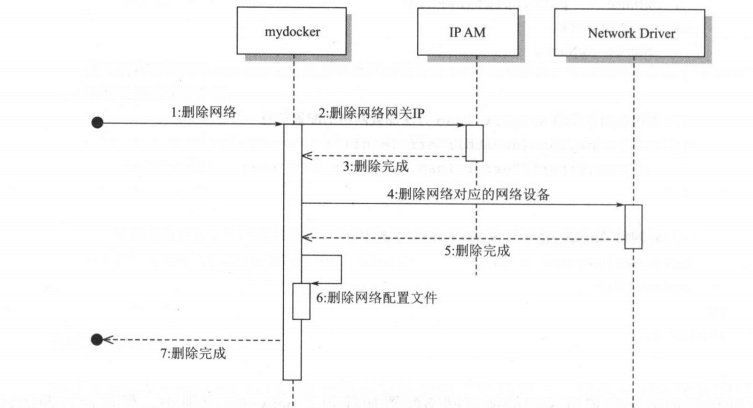 mydocker
IP AM
Network Driver
1:删除网络
2:删除网络网关IP
3:删除完成
4:删除网络对应的网络设备
5:删除完成
6:删除网络配置文件
7:删除完成